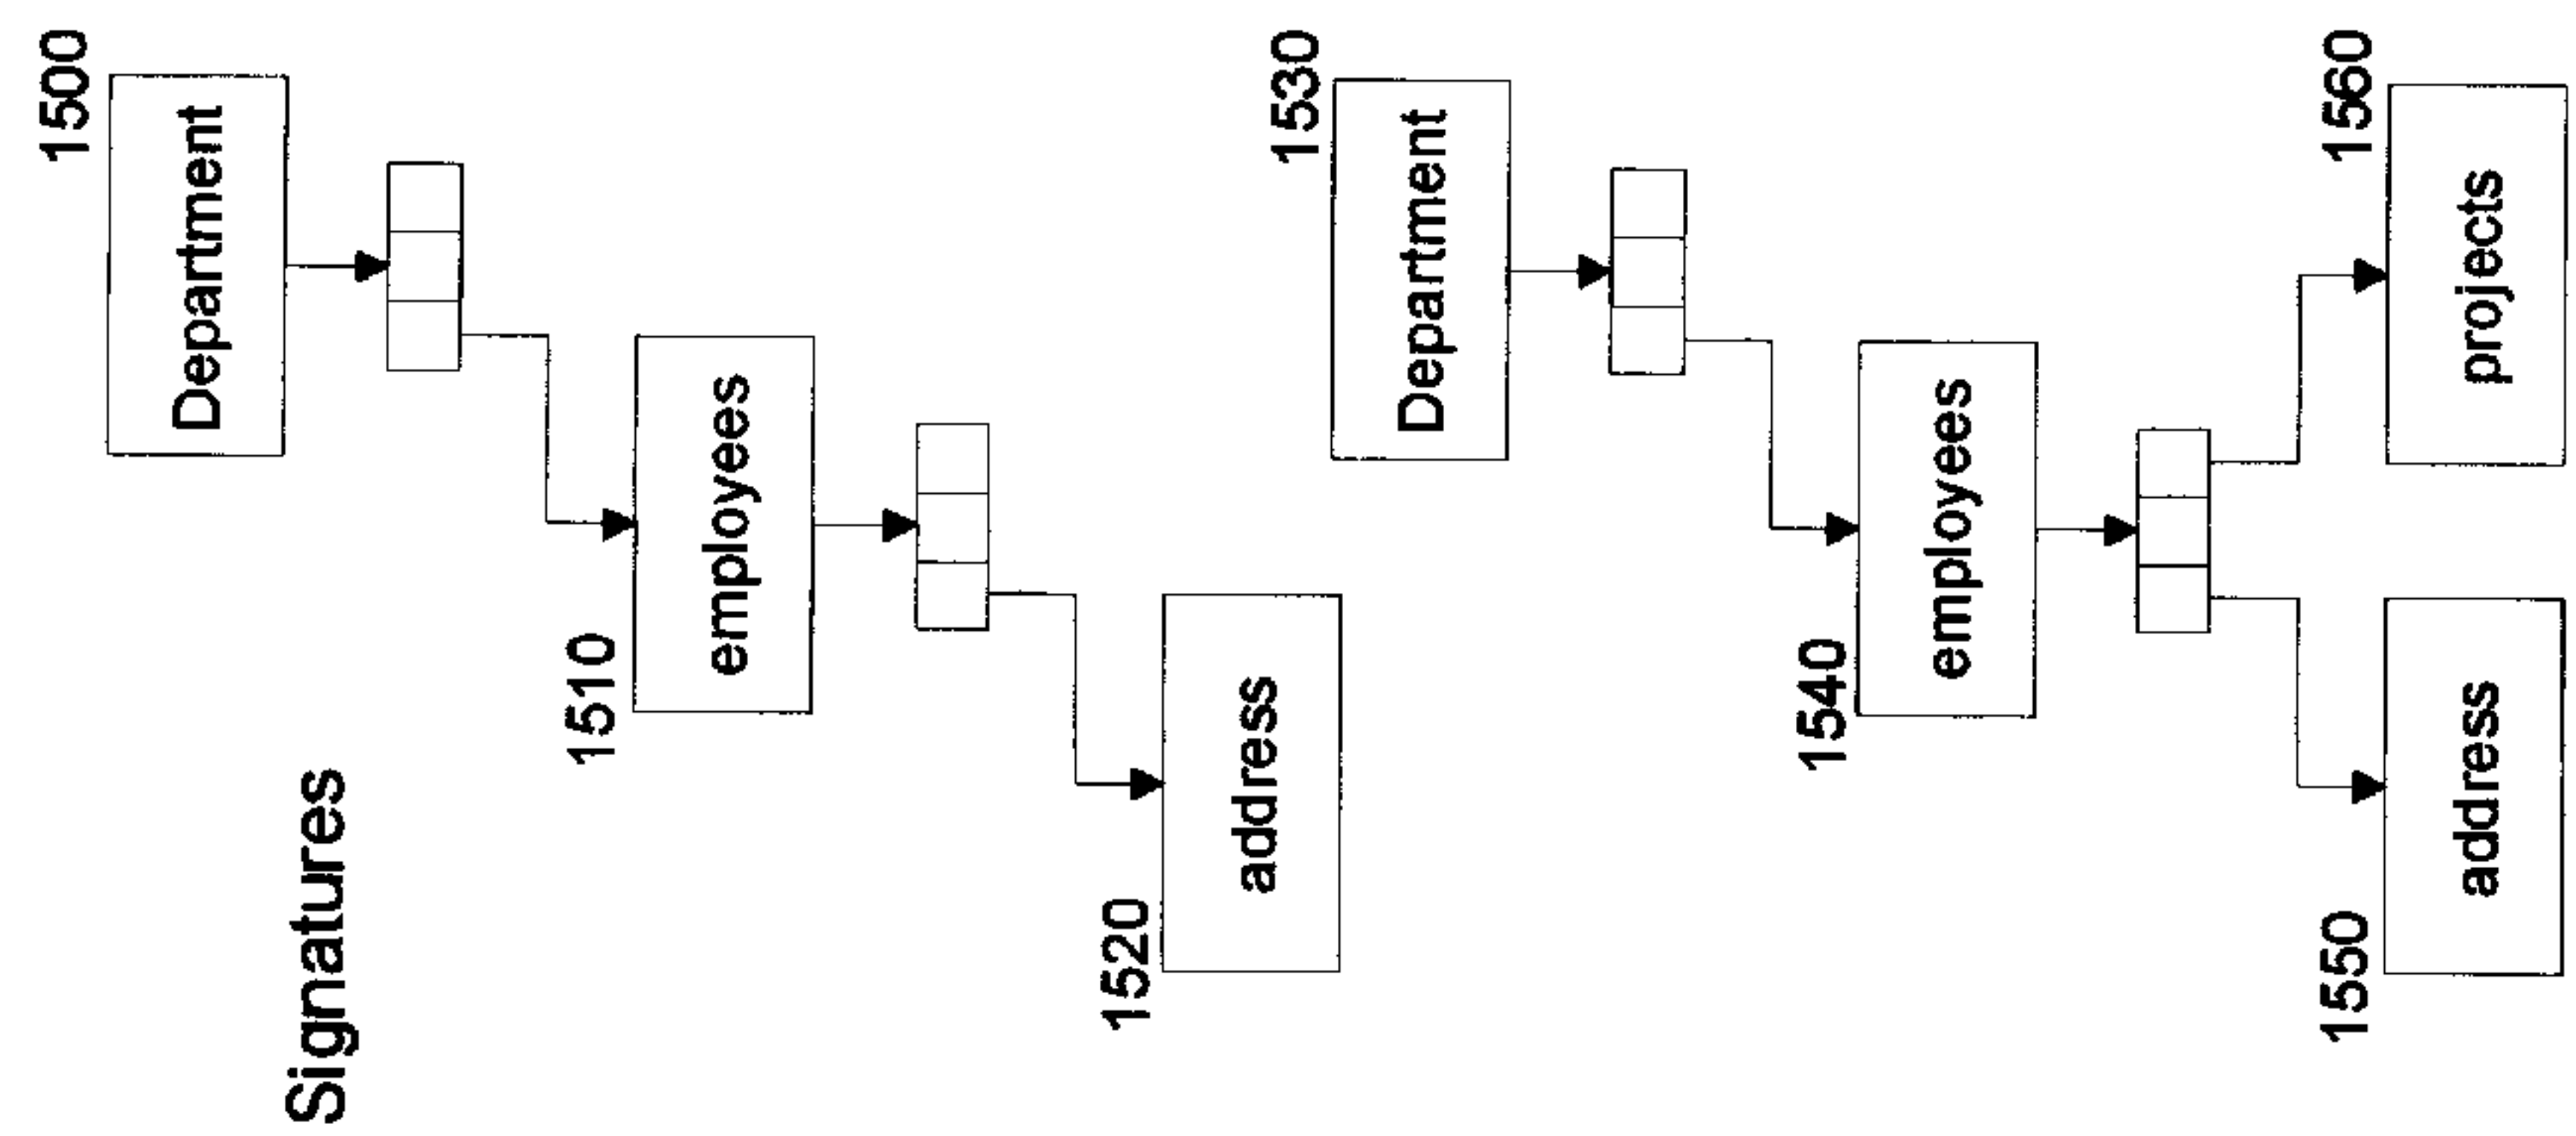 Signatures
1500
Department
1510
employees
1520
address
1530
Department
1540
employees
1550
address
1560
projects